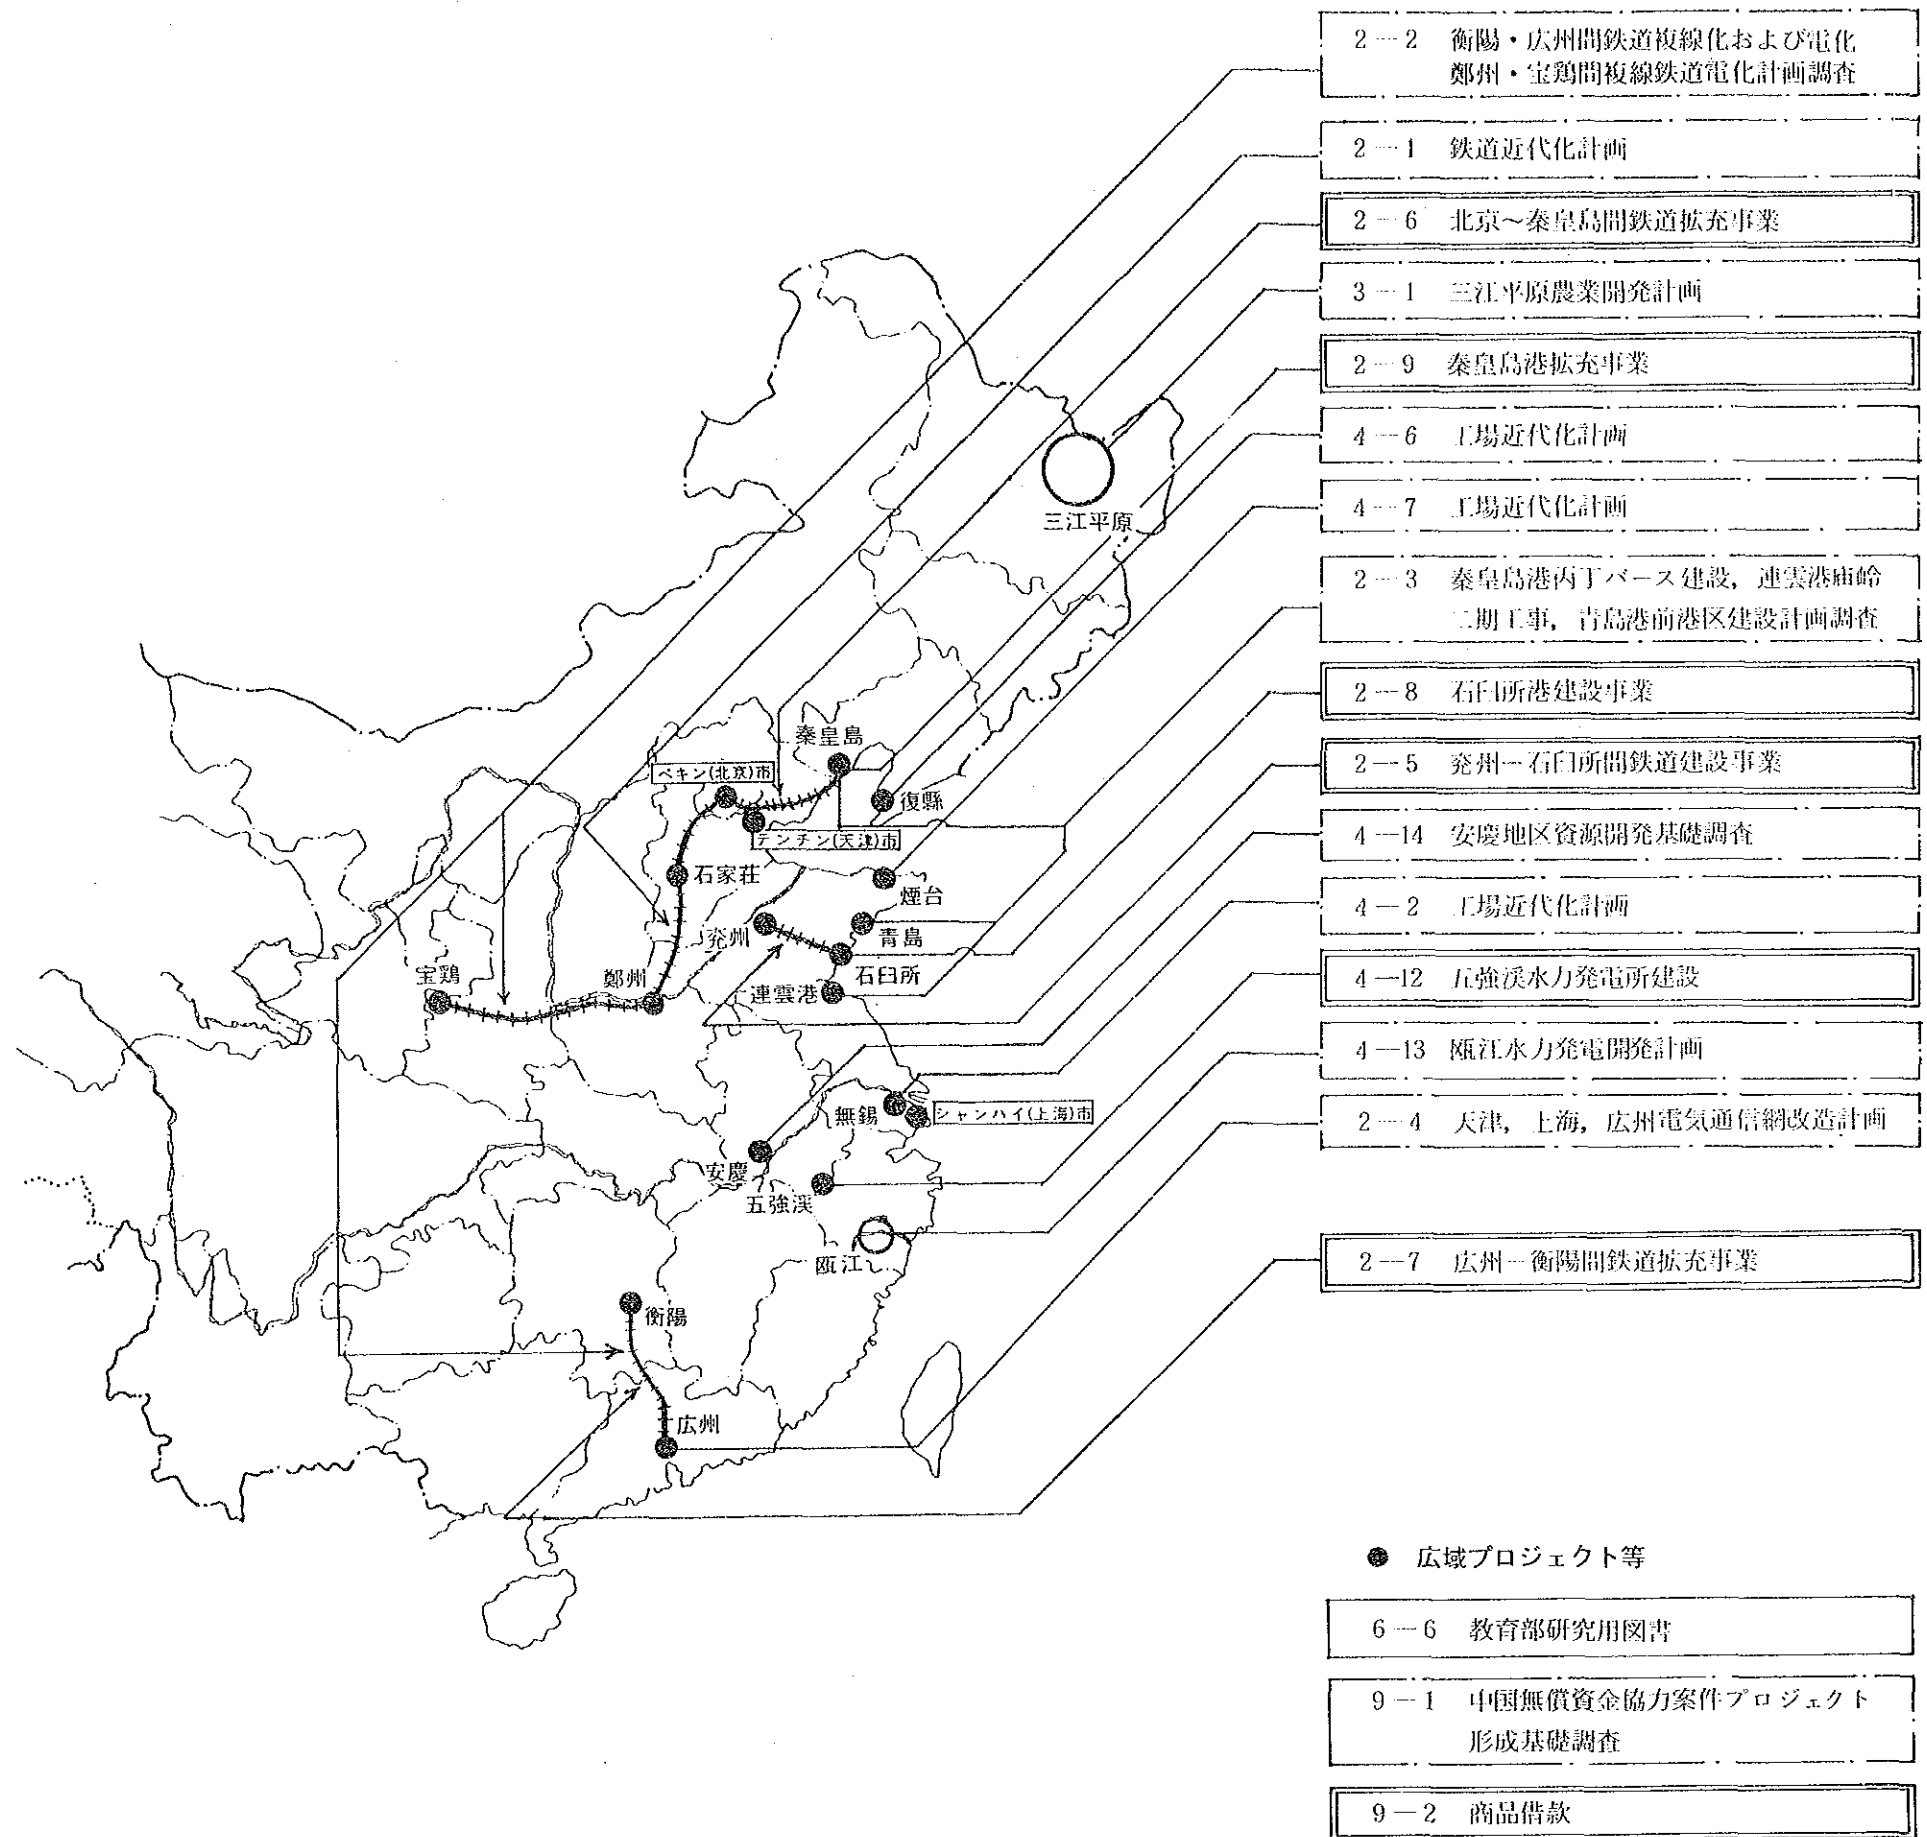 2-2 衡陽・広州間鉄道複線化および電化
鄭州・宝鶏間複線鉄道電化計画調査
2-1 鉄道近代化計画
2-6 北京～秦皇島間鉄道拡充事業
3-1 三江平原農業開発計画
2-9 秦皇島港拡充事業
4-6 工場近代化計画
4-7 工場近代化計画
2-3 秦皇島港丙丁バース建設，連雲港廟岭
二期工事，青島港前港区建設計画調査
2-8 石臼所港建設事業
2-5 兖州-石臼所間鉄道建設事業
4-14 安慶地区資源開発基礎調査
4-2 工場近代化計画
4-12 五強渓水力発電所建設
4-13 瓯江水力発電開発計画
2-4 天津，上海，広州電気通信網改造計画
2-7 広州-衡陽間鉄道拡充事業
三江平原
秦皇島
ペキン(北京)市
復縣
テンチン(天津)市
石家荘
煙台
兖州
青島
石臼所
宝鶏
鄭州
連雲港
無錫
シャンハイ(上海)市
安慶
五強渓
瓯江
衡陽
広州
● 広域プロジェクト等
6-6 教育部研究用図書
9-1 中国無償資金協力案件プロジェクト
形成基礎調査
9-2 商品借款